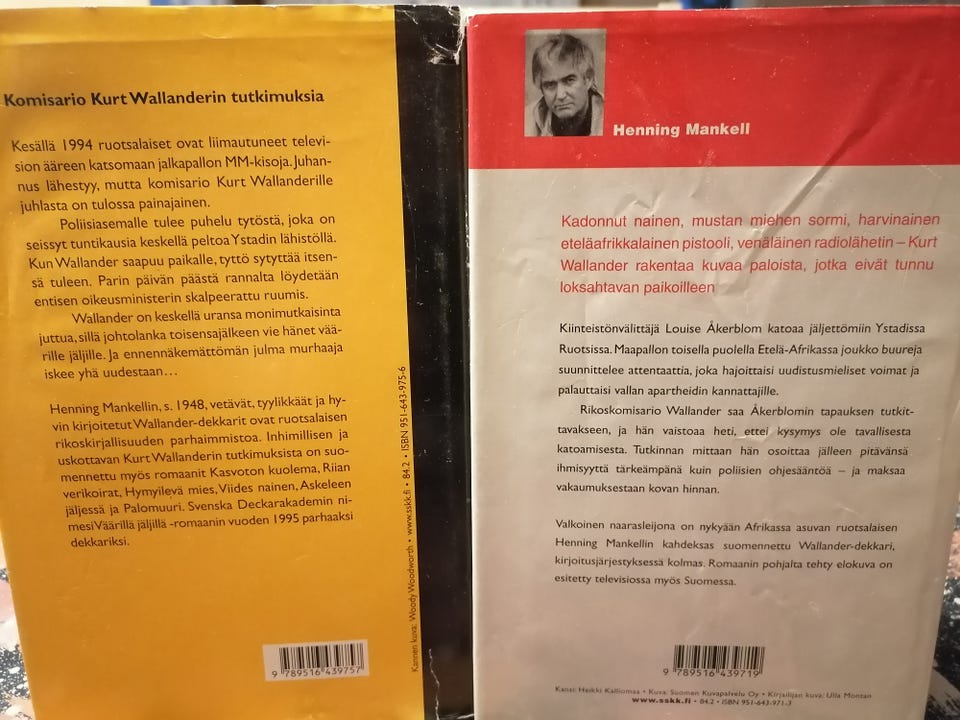 Komisario Kurt Wallanderin tutkimuksia
Kesällä 1994 ruotsalaiset ovat liimautuneet televi-
sion ääreen katsomaan jalkapallon MM-kisoja. Juhan-
nus lähestyy, mutta komisario Kurt Wallanderille
juhlasta on tulossa painajainen.
Poliisiasemalle tulee puhelu tytöstä, joka on
seissyt tuntikausia keskellä peltoa Ystadin lähistöllä.
Kun Wallander saapuu paikalle, tyttö sytyttää itsen-
sä tuleen. Parin päivän päästä rannalta löydetään
entisen oikeusministerin skalpeerattu ruumis.
Wallander on keskellä uransa monimutkaisinta
juttua, sillä johtolanka toisensajälkeen vie hänet vää-
rille jäljille. Ja ennennäkemättömän julma murhaaja
iskee yhä uudestaan...
Henning Mankellin, s. 1948, vetävät, tyylikkäät ja hy-
vin kirjoitetut Wallander-dekkarit ovat ruotsalaisen
rikoskirjallisuuden parhaimmistoa. Inhimillisen ja
uskottavan Kurt Wallanderin tutkimuksista on suo-
mennettu myös romaanit Kasvoton kuolema, Riian
verikoirat, Hymyilevä mies, Viides nainen, Askeleen
jäljessä ja Palomuuri. Svenska Deckarakademin ni-
mesi Väärillä jäljillä -romaanin vuoden 1995 parhaaksi
dekkariksi.
9 789516 439757
Kannen kuva: Woody Woodworth • www.sskk.fi • 84.2 • ISBN 951-643-975-6
Henning Mankell
Kadonnut nainen, mustan miehen sormi, harvinainen
eteläafrikkalainen pistooli, venäläinen radiolähetin – Kurt
Wallander rakentaa kuvaa paloista, jotka eivät tunnu
loksahtavan paikoilleen
Kiinteistönvälittäjä Louise Åkerblom katoaa jäljettömiin Ystadissa
Ruotsissa. Maapallon toisella puolella Etelä-Afrikassa joukko buureja
suunnittelee attentaattia, joka hajoittaisi uudistusmieliset voimat ja
palauttaisi vallan apartheidin kannattajille.
Rikoskomisario Wallander saa Åkerblomin tapauksen tutkit-
tavakseen, ja hän vaistoaa heti, ettei kysymys ole tavallisesta
katoamisesta. Tutkinnan mittaan hän osoittaa jälleen pitävänsä
ihmisyyttä tärkeämpänä kuin poliisien ohjesääntöä – ja maksaa
vakaumuksestaan kovan hinnan.
Valkoinen naarasleijona on nykyään Afrikassa asuvan ruotsalaisen
Henning Mankellin kahdeksas suomennettu Wallander-dekkari,
kirjoitusjärjestyksessä kolmas. Romaanin pohjalta tehty elokuva on
esitetty televisiossa myös Suomessa.
9 789516 439719
Kansi: Heikki Kalliomaa • Kuva: Suomen Kuvapalvelu Oy • Kirjailijan kuva: Ulla Montan
www.sskk.fi • 84.2 • ISBN 951-643-971-3